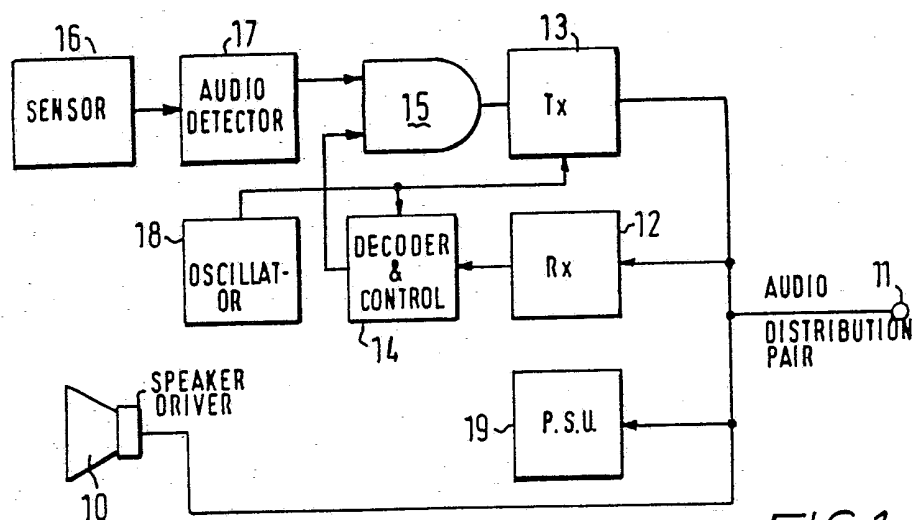 16
17
13
SENSOR
AUDIO
DETECTOR
15
Tx
18
OSCILLAT-
OR
DECODER
&
CONTROL
14
Rx
12
AUDIO
DISTRIBUTION
PAIR
11
SPEAKER
DRIVER
10
19
P.S.U.
FIG.1